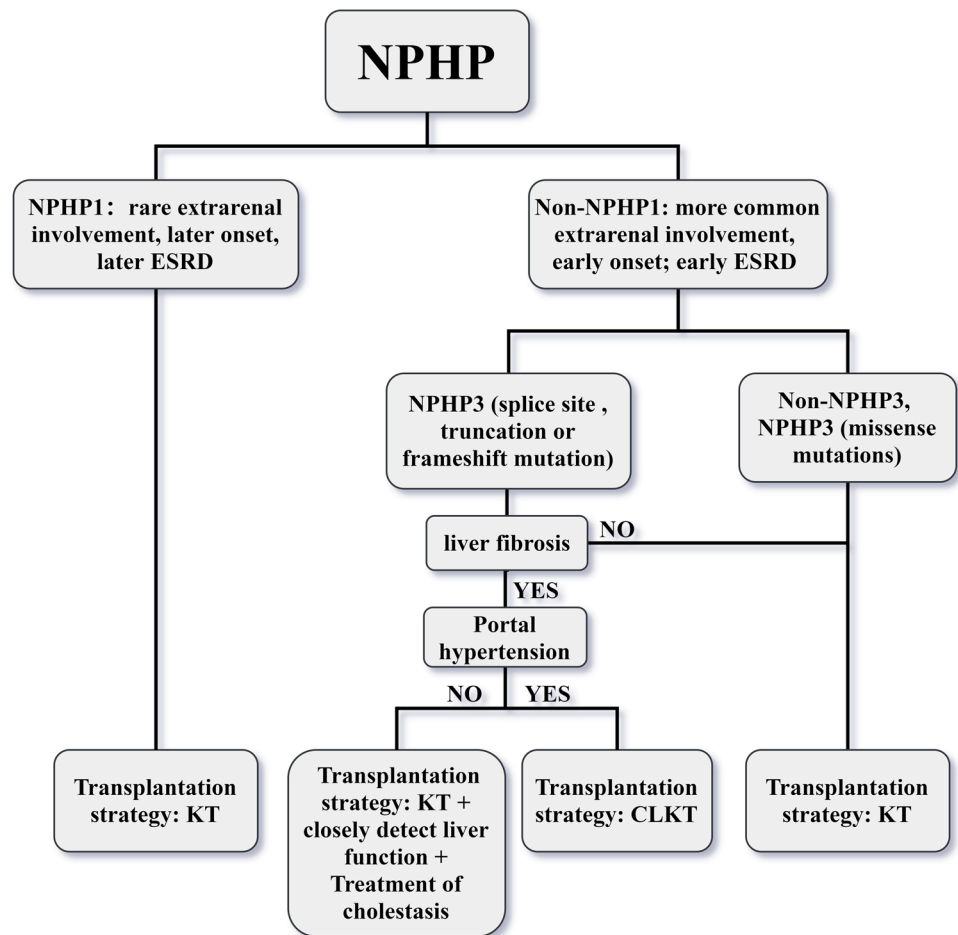 NPHP
NPHP1： rare extrarenal
involvement, later onset,
later ESRD
Non-NPHP1: more common
extrarenal involvement,
early onset; early ESRD
NPHP3 (splice site ,
truncation or
frameshift mutation)
Non-NPHP3,
NPHP3 (missense
mutations)
liver fibrosis
NO
YES
Portal
hypertension
NO
YES
Transplantation
strategy: KT
Transplantation
strategy: KT +
closely detect liver
function +
Treatment of
cholestasis
Transplantation
strategy: CLKT
Transplantation
strategy: KT